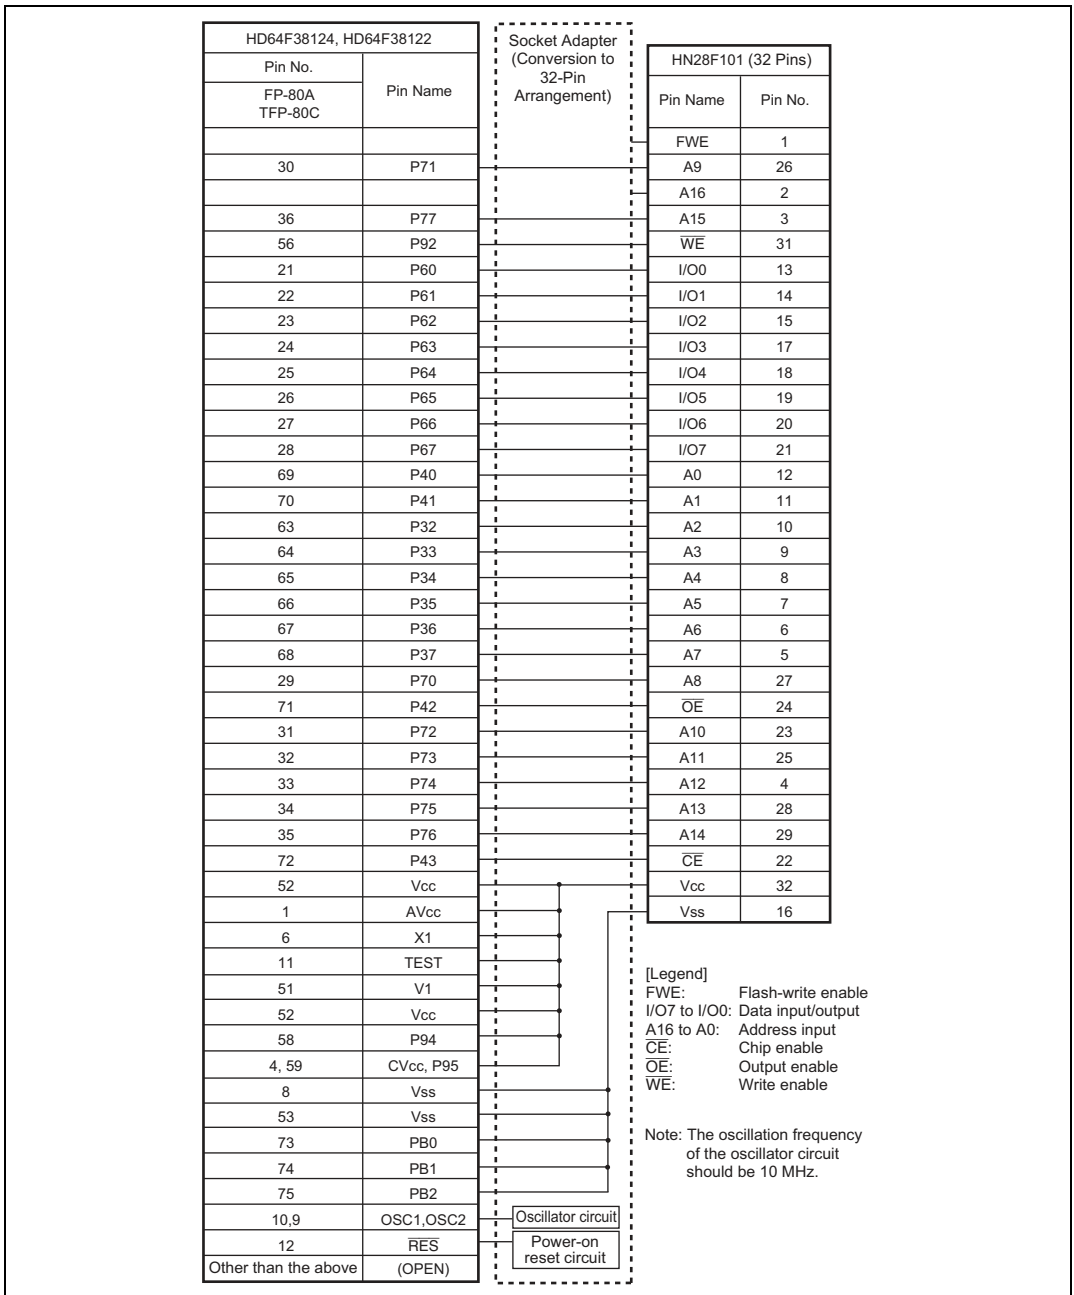 HD64F38124, HD64F38122
Pin No.
FP-80A
TFP-80C
Pin Name
Socket Adapter
(Conversion to
32-Pin
Arrangement)
HN28F101 (32 Pins)
Pin Name Pin No.
FWE 1
30 P71 A9 26
A16 2
36 P77 A15 3
56 P92 W̅E̅ 31
21 P60 I/O0 13
22 P61 I/O1 14
23 P62 I/O2 15
24 P63 I/O3 17
25 P64 I/O4 18
26 P65 I/O5 19
27 P66 I/O6 20
28 P67 I/O7 21
69 P40 A0 12
70 P41 A1 11
63 P32 A2 10
64 P33 A3 9
65 P34 A4 8
66 P35 A5 7
67 P36 A6 6
68 P37 A7 5
29 P70 A8 27
71 P42 O̅E̅ 24
31 P72 A10 23
32 P73 A11 25
33 P74 A12 4
34 P75 A13 28
35 P76 A14 29
72 P43 C̅E̅ 22
52 Vcc Vcc 32
1 AVcc Vss 16
6 X1
11 TEST
51 V1
52 Vcc
58 P94
4, 59 CVcc, P95
8 Vss
53 Vss
73 PB0
74 PB1
75 PB2
10,9 OSC1,OSC2 Oscillator circuit
12 R̅E̅S̅ Power-on
reset circuit
Other than the above (OPEN)
[Legend]
FWE: Flash-write enable
I/O7 to I/O0: Data input/output
A16 to A0: Address input
C̅E̅: Chip enable
O̅E̅: Output enable
W̅E̅: Write enable
Note: The oscillation frequency
of the oscillator circuit
should be 10 MHz.